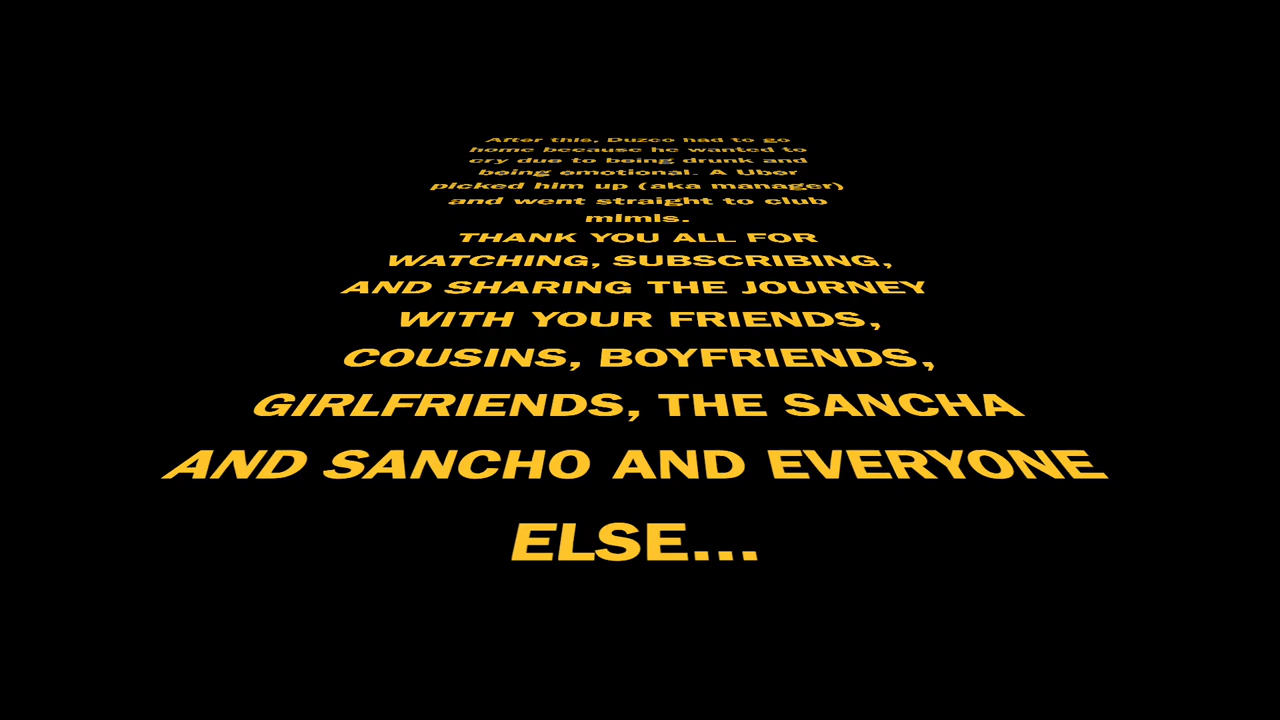 After this, Duzco had to go
home because he wanted to
cry due to being drunk and
being emotional. A Uber
picked him up (aka manager)
and went straight to club
mimis.
THANK YOU ALL FOR
WATCHING, SUBSCRIBING,
AND SHARING THE JOURNEY
WITH YOUR FRIENDS,
COUSINS, BOYFRIENDS,
GIRLFRIENDS, THE SANCHA
AND SANCHO AND EVERYONE
ELSE...